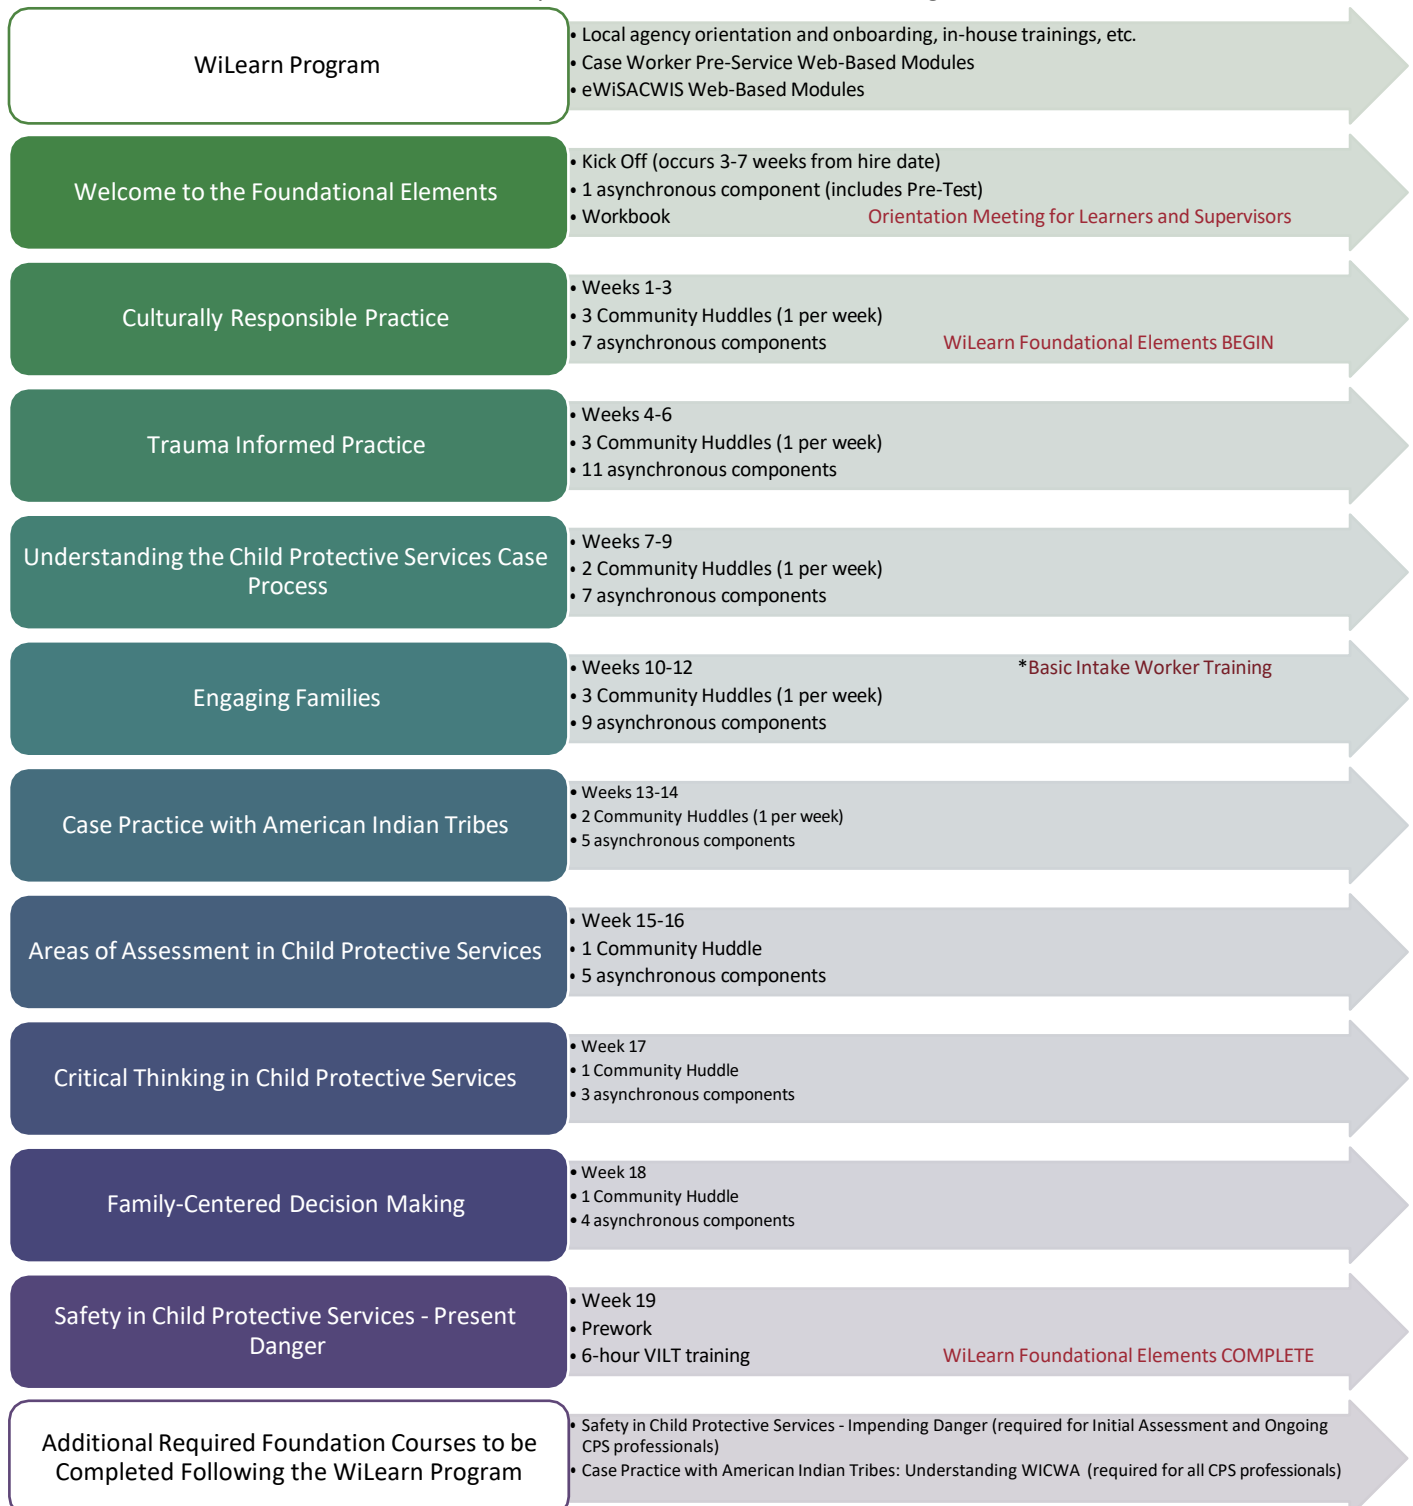 WiLearn Program
• Local agency orientation and onboarding, in-house trainings, etc.
• Case Worker Pre-Service Web-Based Modules
• eWiSACWIS Web-Based Modules
Welcome to the Foundational Elements
• Kick Off (occurs 3-7 weeks from hire date)
• 1 asynchronous component (includes Pre-Test)
• Workbook Orientation Meeting for Learners and Supervisors
Culturally Responsible Practice
• Weeks 1-3
• 3 Community Huddles (1 per week)
• 7 asynchronous components WiLearn Foundational Elements BEGIN
Trauma Informed Practice
• Weeks 4-6
• 3 Community Huddles (1 per week)
• 11 asynchronous components
Understanding the Child Protective Services Case
Process
• Weeks 7-9
• 2 Community Huddles (1 per week)
• 7 asynchronous components
Engaging Families
• Weeks 10-12 *Basic Intake Worker Training
• 3 Community Huddles (1 per week)
• 9 asynchronous components
Case Practice with American Indian Tribes
• Weeks 13-14
• 2 Community Huddles (1 per week)
• 5 asynchronous components
Areas of Assessment in Child Protective Services
• Week 15-16
• 1 Community Huddle
• 5 asynchronous components
Critical Thinking in Child Protective Services
• Week 17
• 1 Community Huddle
• 3 asynchronous components
Family-Centered Decision Making
• Week 18
• 1 Community Huddle
• 4 asynchronous components
Safety in Child Protective Services - Present
Danger
• Week 19
• Prework
• 6-hour VILT training WiLearn Foundational Elements COMPLETE
Additional Required Foundation Courses to be
Completed Following the WiLearn Program
• Safety in Child Protective Services - Impending Danger (required for Initial Assessment and Ongoing
CPS professionals)
• Case Practice with American Indian Tribes: Understanding WICWA (required for all CPS professionals)